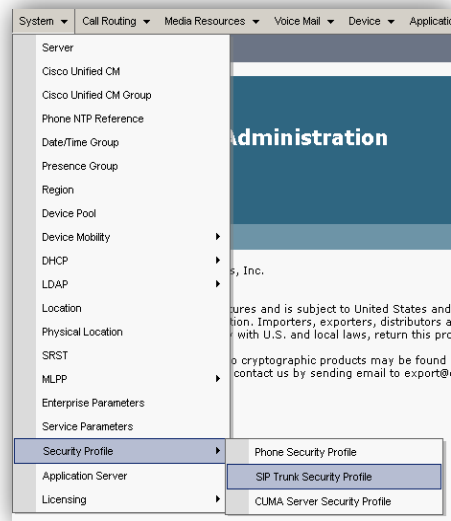 System Call Routing Media Resources Voice Mail Device
Server
Cisco Unified CM
Cisco Unified CM Group
Phone NTP Reference
Date/Time Group
Presence Group
Region
Device Pool
Device Mobility
DHCP
LDAP
Location
Physical Location
SRST
MLPP
Enterprise Parameters
Service Parameters
Security Profile
Application Server
Licensing
Phone Security Profile
SIP Trunk Security Profile
CUMA Server Security Profile
Administration
, Inc.
and is subject to United States and
Importers, exporters, distributors
with U.S. and local laws, return this
cryptographic products may be found
contact us by sending email to